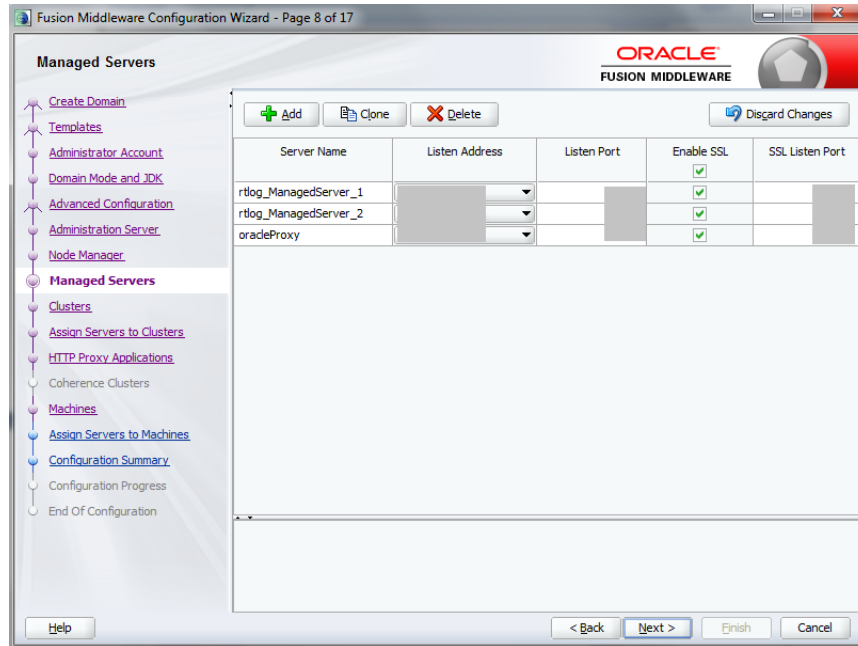 Fusion Middleware Configuration Wizard - Page 8 of 17
Managed Servers
ORACLE
FUSION MIDDLEWARE
Create Domain
Templates
Administrator Account
Domain Mode and JDK
Advanced Configuration
Administration Server
Node Manager
Managed Servers
Clusters
Assign Servers to Clusters
HTTP Proxy Applications
Coherence Clusters
Machines
Assign Servers to Machines
Configuration Summary
Configuration Progress
End Of Configuration
Add Clone Delete Discard Changes
Server Name Listen Address Listen Port Enable SSL SSL Listen Port
rtlog_ManagedServer_1
rtlog_ManagedServer_2
oracleProxy
Help < Back Next > Finish Cancel